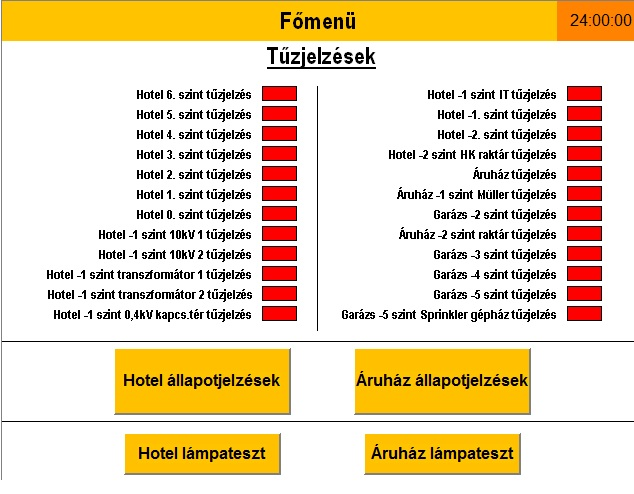 Főmenü
24:00:00
Tűzjelzések
Hotel 6. szint tűzjelzés
Hotel 5. szint tűzjelzés
Hotel 4. szint tűzjelzés
Hotel 3. szint tűzjelzés
Hotel 2. szint tűzjelzés
Hotel 1. szint tűzjelzés
Hotel 0. szint tűzjelzés
Hotel -1 szint 10kV 1 tűzjelzés
Hotel -1 szint 10kV 2 tűzjelzés
Hotel -1 szint transzformátor 1 tűzjelzés
Hotel -1 szint transzformátor 2 tűzjelzés
Hotel -1 szint 0,4kV kapcs.tér tűzjelzés
Hotel -1 szint IT tűzjelzés
Hotel -1. szint tűzjelzés
Hotel -2. szint tűzjelzés
Hotel -2 szint HK raktár tűzjelzés
Áruház tűzjelzés
Áruház -1 szint Müller tűzjelzés
Garázs -2 szint tűzjelzés
Áruház -2 szint raktár tűzjelzés
Garázs -3 szint tűzjelzés
Garázs -4 szint tűzjelzés
Garázs -5 szint tűzjelzés
Garázs -5 szint Sprinkler gépház tűzjelzés
Hotel állapotjelzések
Áruház állapotjelzések
Hotel lámpateszt
Áruház lámpateszt